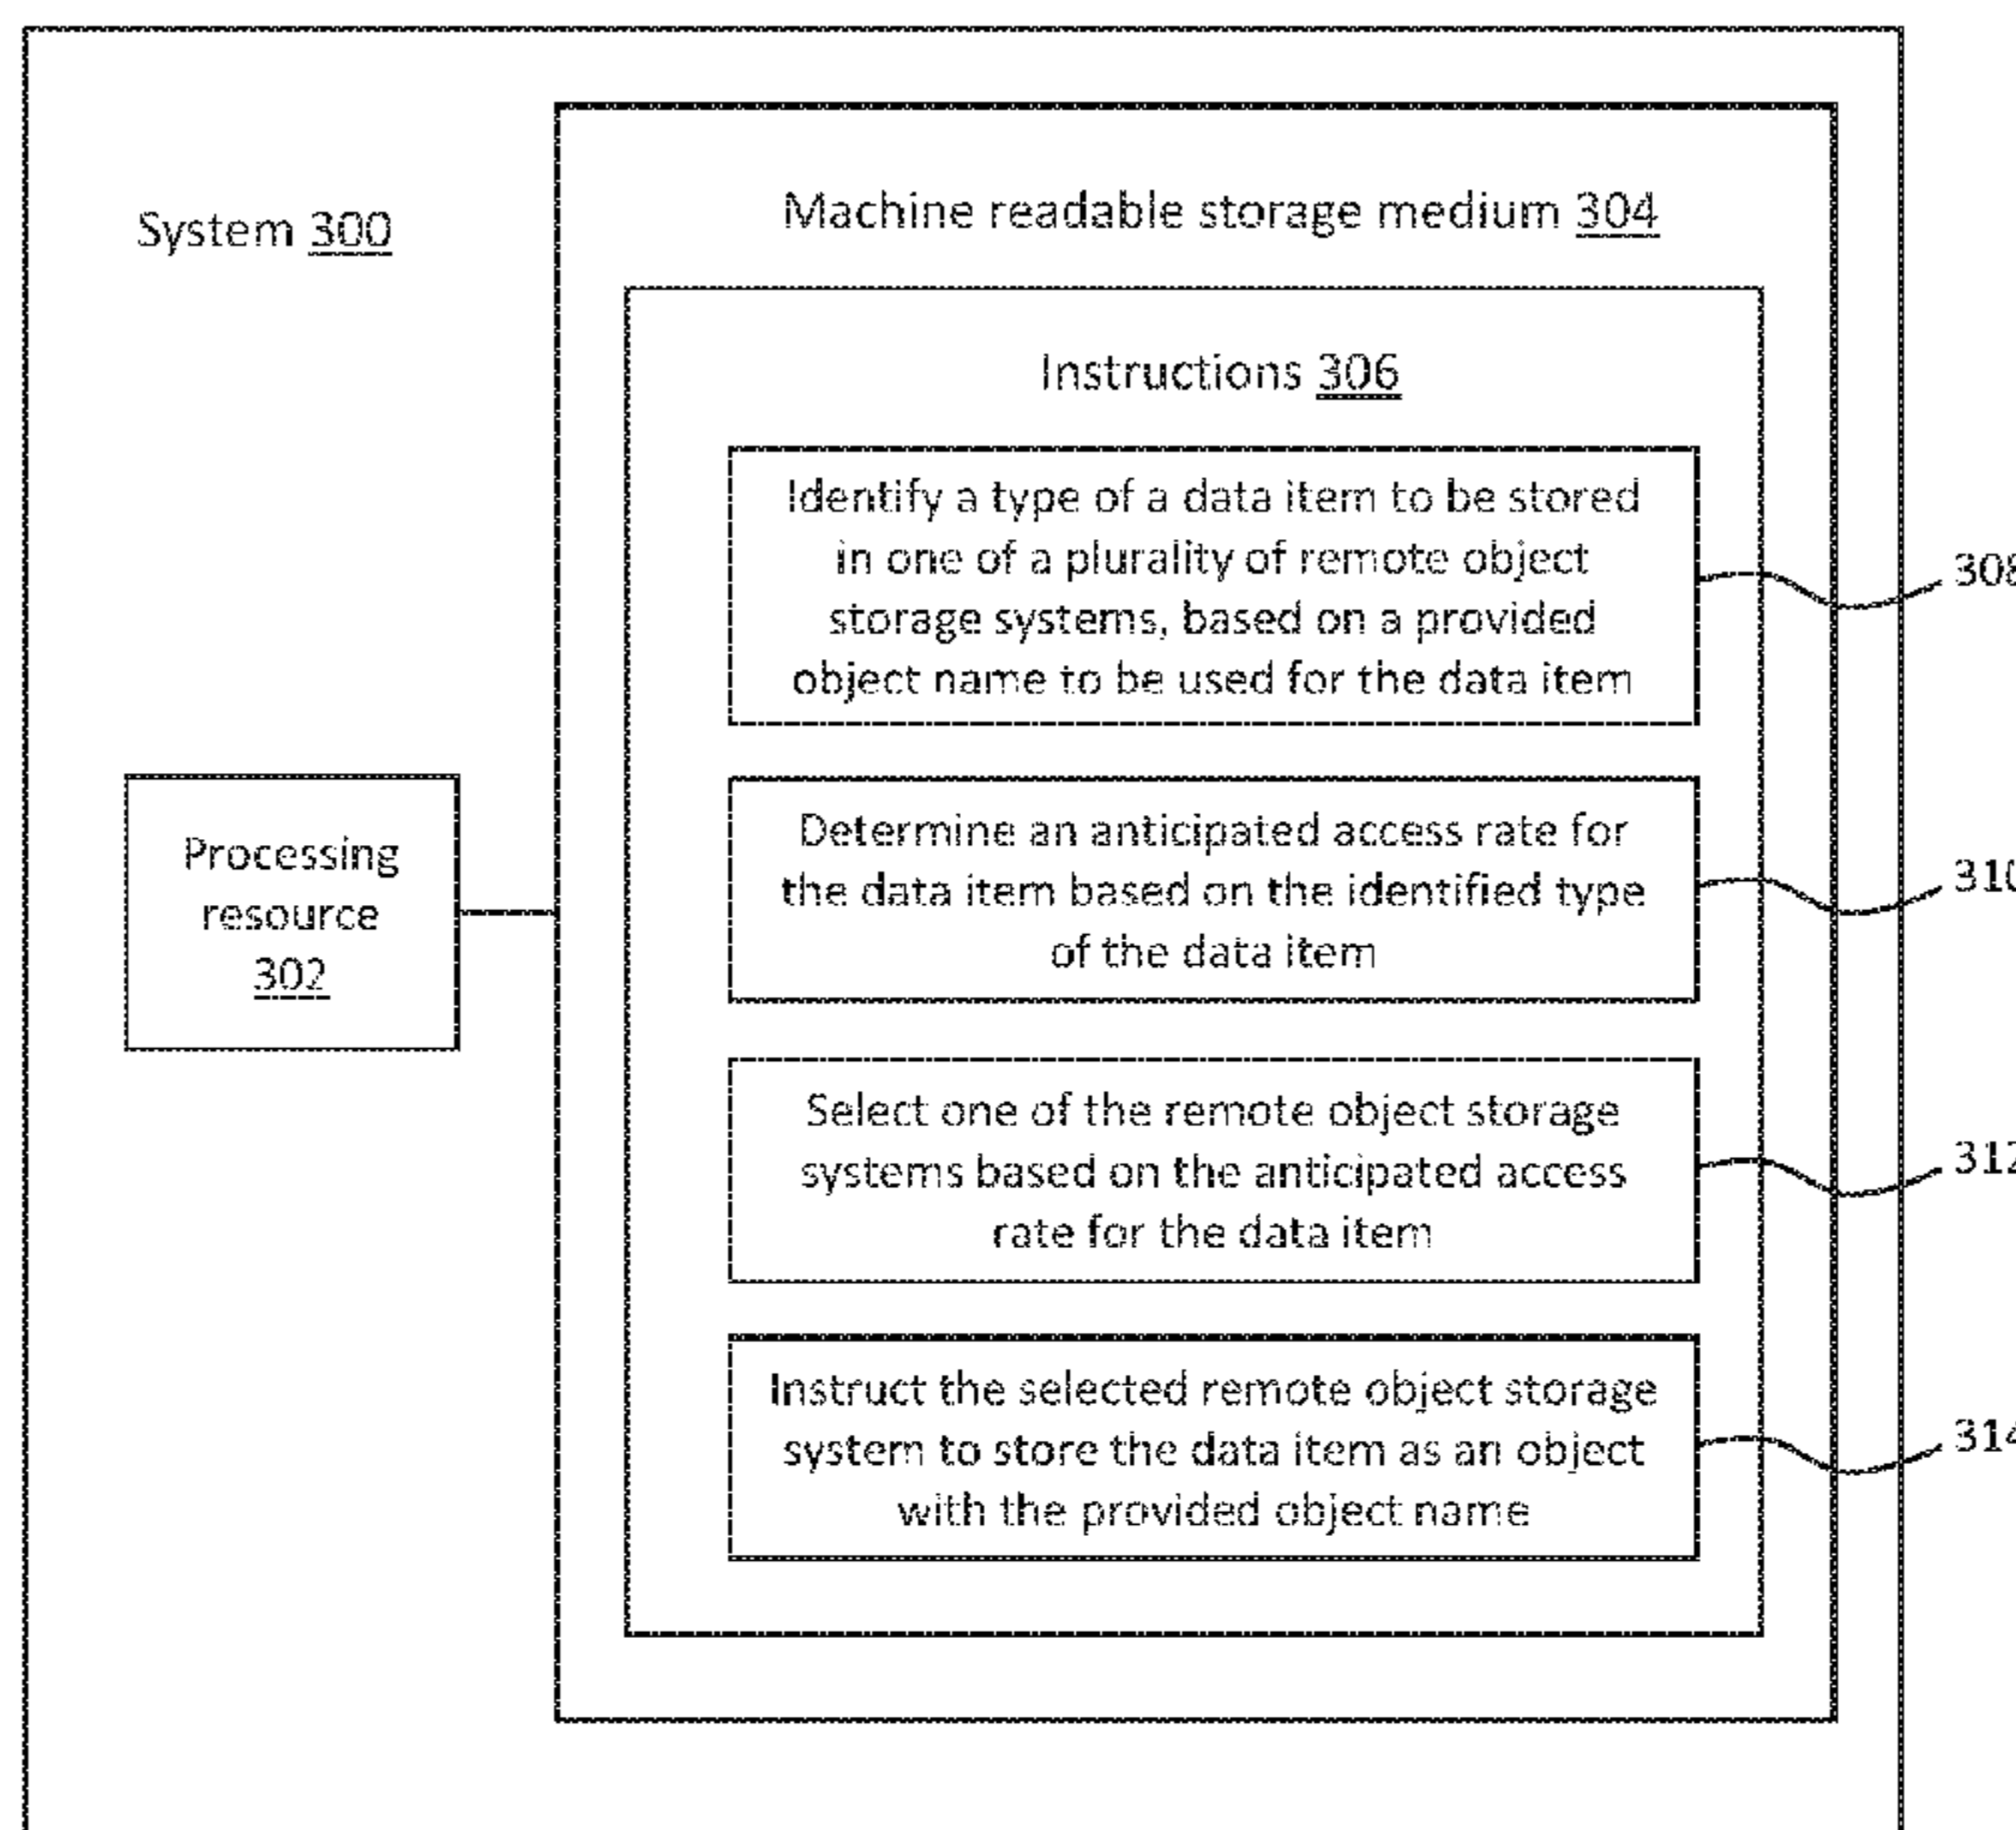 System 300
Machine readable storage medium 304
Instructions 306
Identify a type of a data item to be stored
in one of a plurality of remote object
storage systems, based on a provided
object name to be used for the data item
308
Processing
resource
302
Determine an anticipated access rate for
the data item based on the identified type
of the data item
310
Select one of the remote object storage
systems based on the anticipated access
rate for the data item
312
Instruct the selected remote object storage
system to store the data item as an object
with the provided object name
314